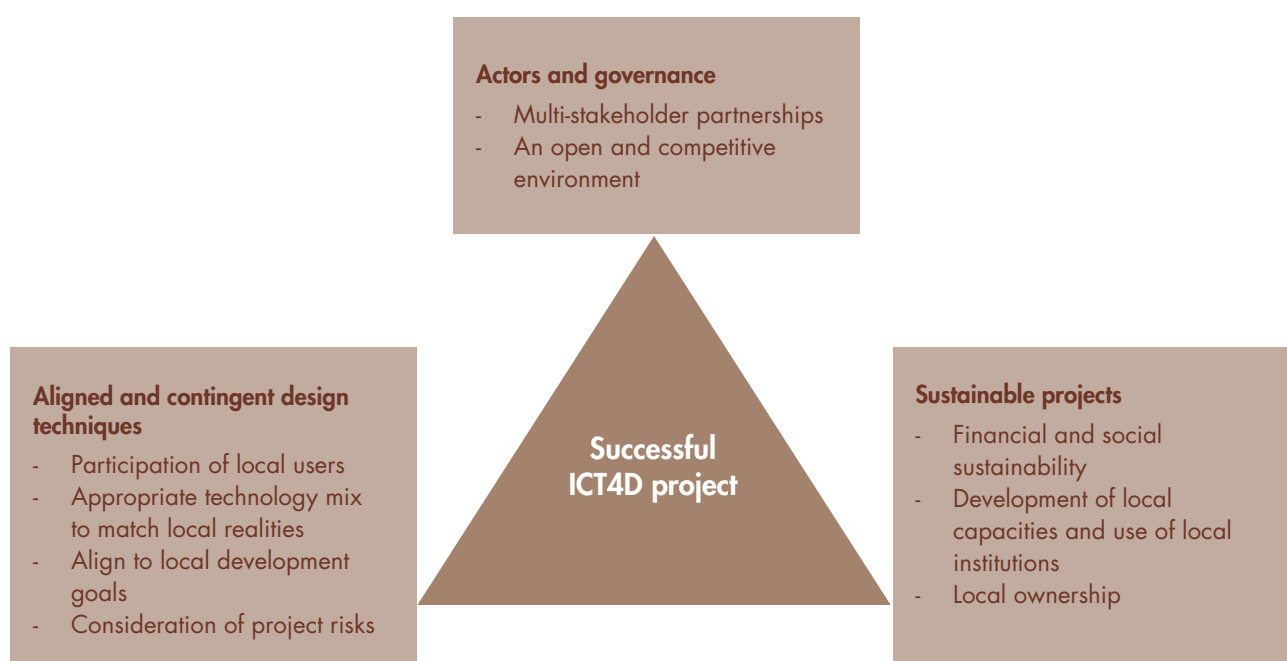 Actors and governance
- Multi-stakeholder partnerships
- An open and competitive
environment
Aligned and contingent design
techniques
- Participation of local users
- Appropriate technology mix
to match local realities
- Align to local development
goals
- Consideration of project risks
Successful
ICT4D project
Sustainable projects
- Financial and social
sustainability
- Development of local
capacities and use of local
institutions
- Local ownership